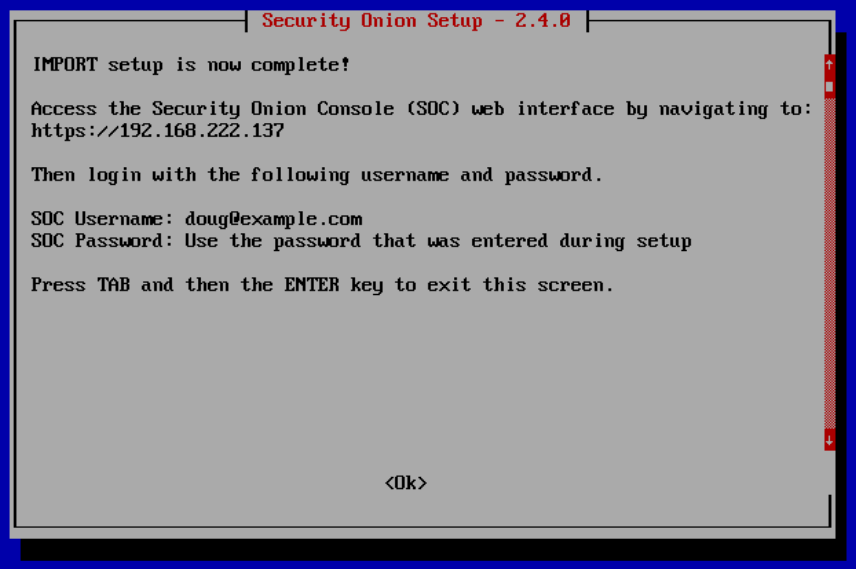 Security Onion Setup - 2.4.0
IMPORT setup is now complete!
Access the Security Onion Console (SOC) web interface by navigating to:
https://192.168.222.137
Then login with the following username and password.
SOC Username: doug@example.com
SOC Password: Use the password that was entered during setup
Press TAB and then the ENTER key to exit this screen.
<Ok>